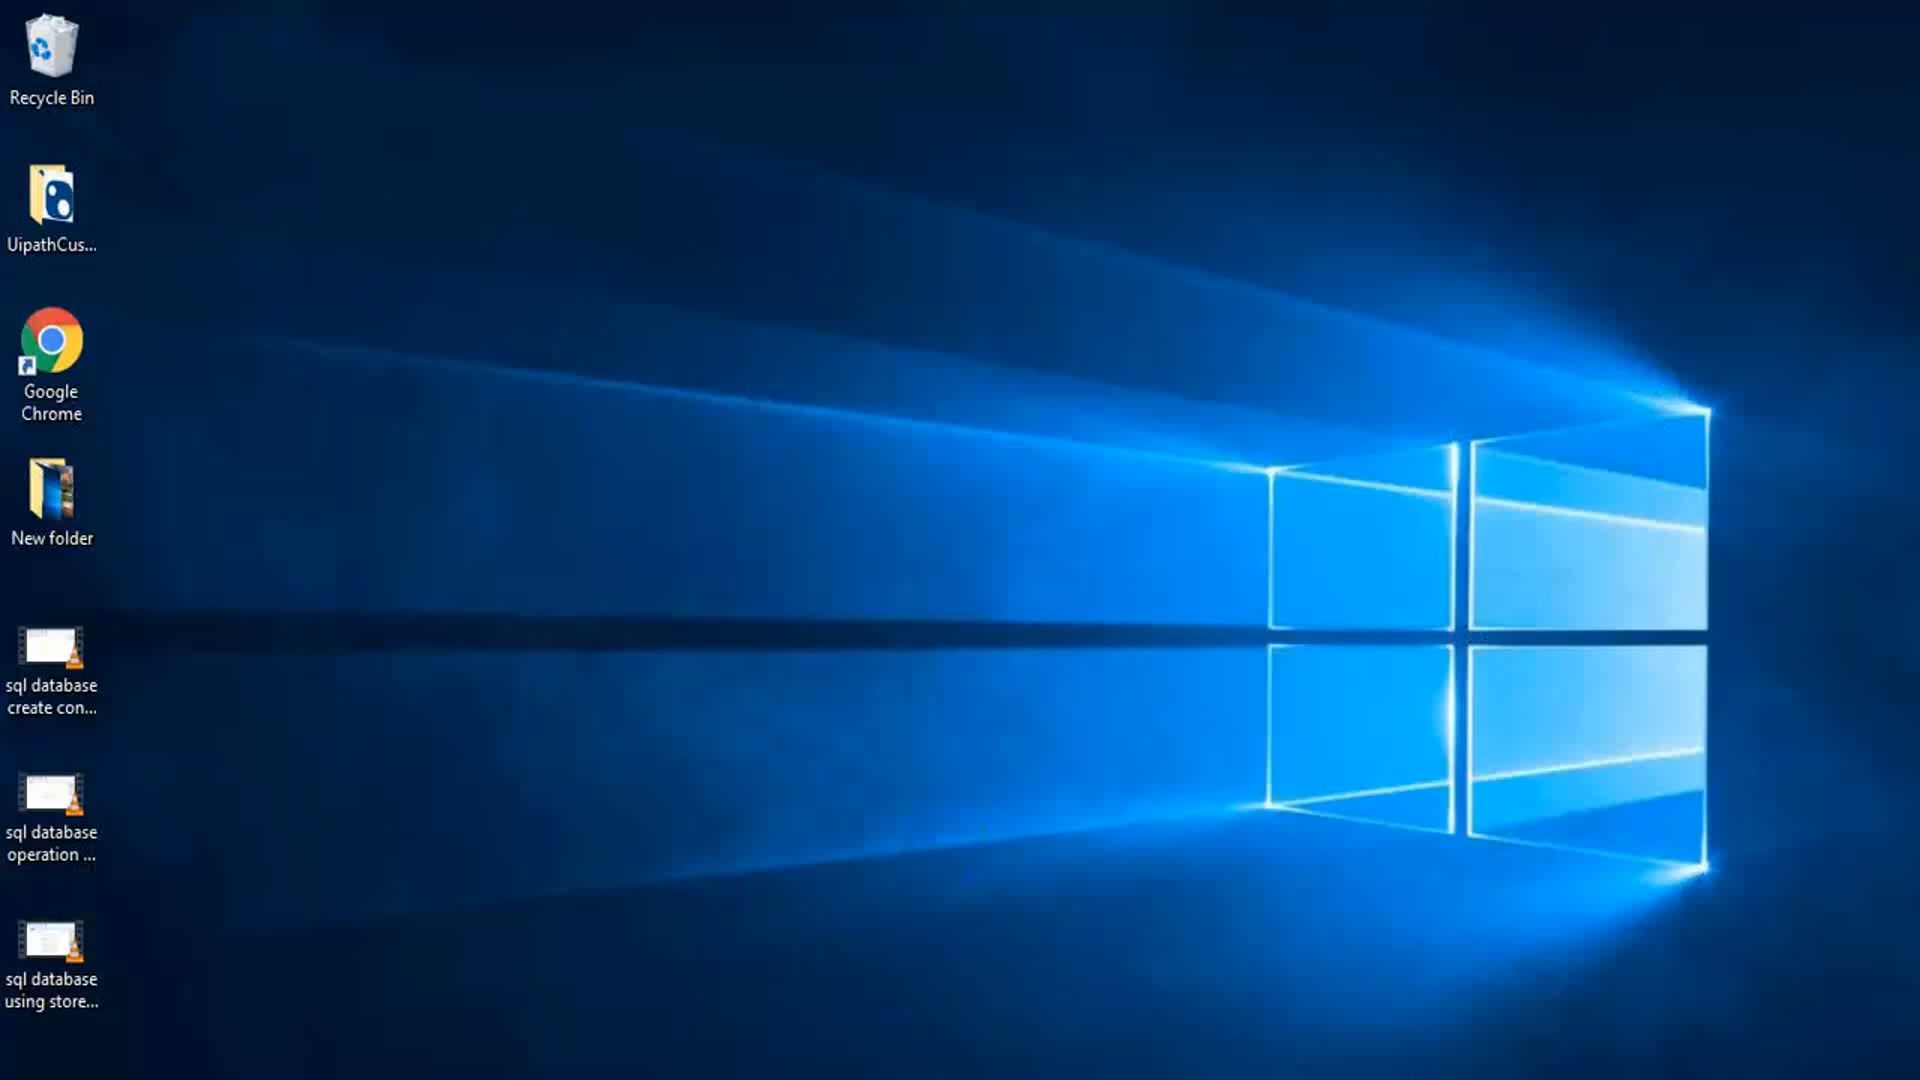 Recycle Bin
UipathCus...
Google
Chrome
New folder
sql database
create con...
sql database
operation ...
sql database
using store...